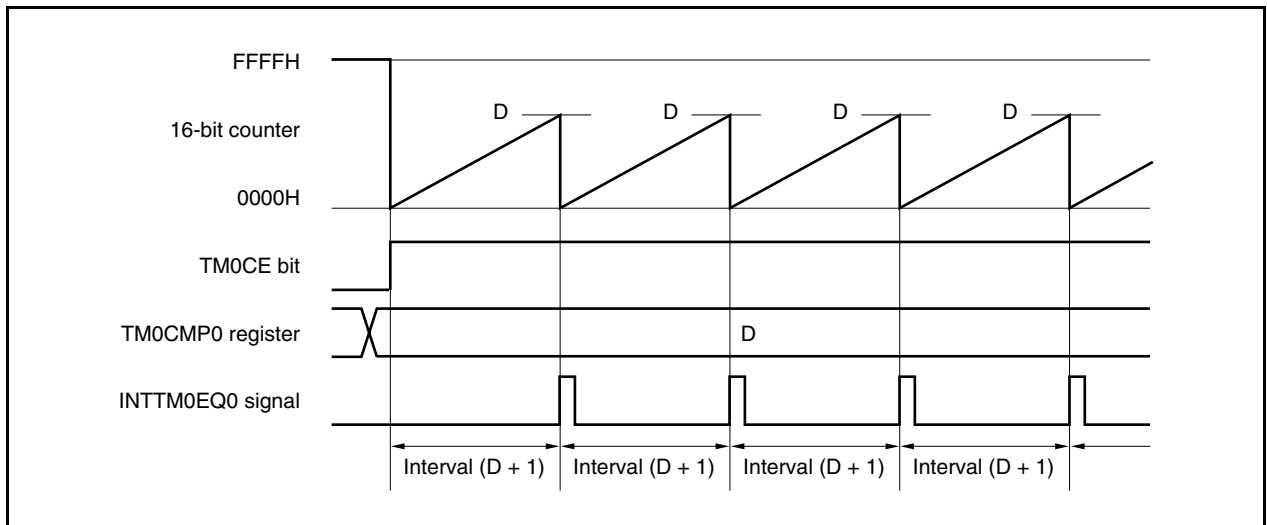 FFFFH
D D D D
16-bit counter
0000H
TM0CE bit
TM0CMP0 register D
INTTM0EQ0 signal
Interval (D + 1) Interval (D + 1) Interval (D + 1) Interval (D + 1)